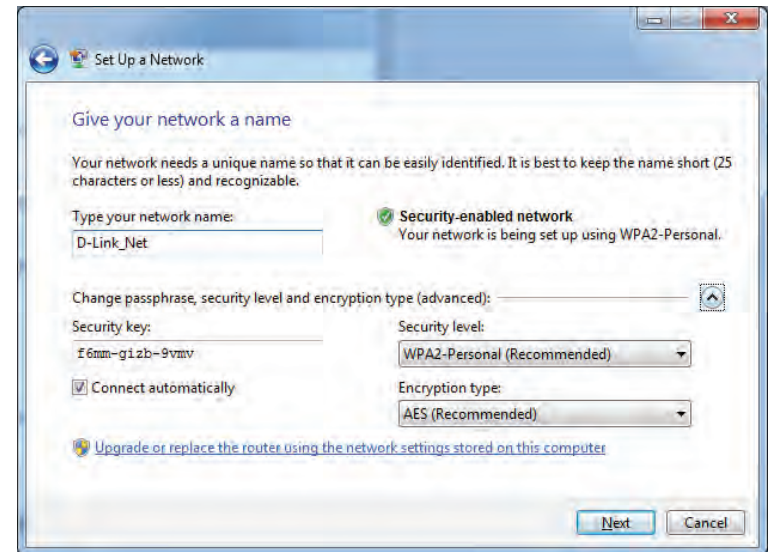 Set Up a Network
Give your network a name
Your network needs a unique name so that it can be easily identified. It is best to keep the name short (25
characters or less) and recognizable.
Type your network name:
D-Link_Net
Security-enabled network
Your network is being set up using WPA2-Personal.
Change passphrase, security level and encryption type (advanced):
Security key:
f6mm-gizb-9vmv
Connect automatically
Security level:
WPA2-Personal (Recommended)
Encryption type:
AES (Recommended)
Upgrade or replace the router using the network settings stored on this computer
Next
Cancel